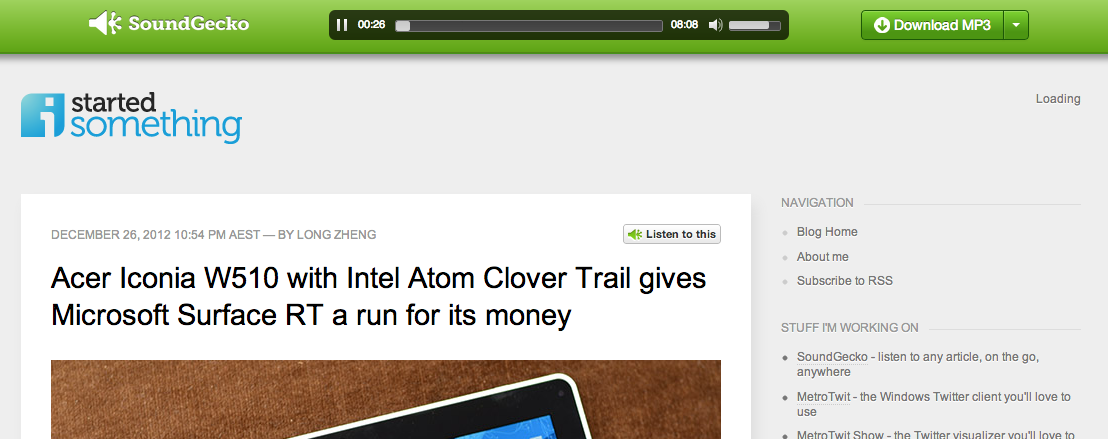 SoundGecko
00:26
08:08
Download MP3
i started
something
Loading
DECEMBER 26, 2012 10:54 PM AEST — BY LONG ZHENG
Listen to this
Acer Iconia W510 with Intel Atom Clover Trail gives
Microsoft Surface RT a run for its money
NAVIGATION
Blog Home
About me
Subscribe to RSS
STUFF I'M WORKING ON
SoundGecko - listen to any article, on the go,
anywhere
MetroTwit - the Windows Twitter client you'll love to
use
MetroTwit Show - the Twitter visualizer you'll love to